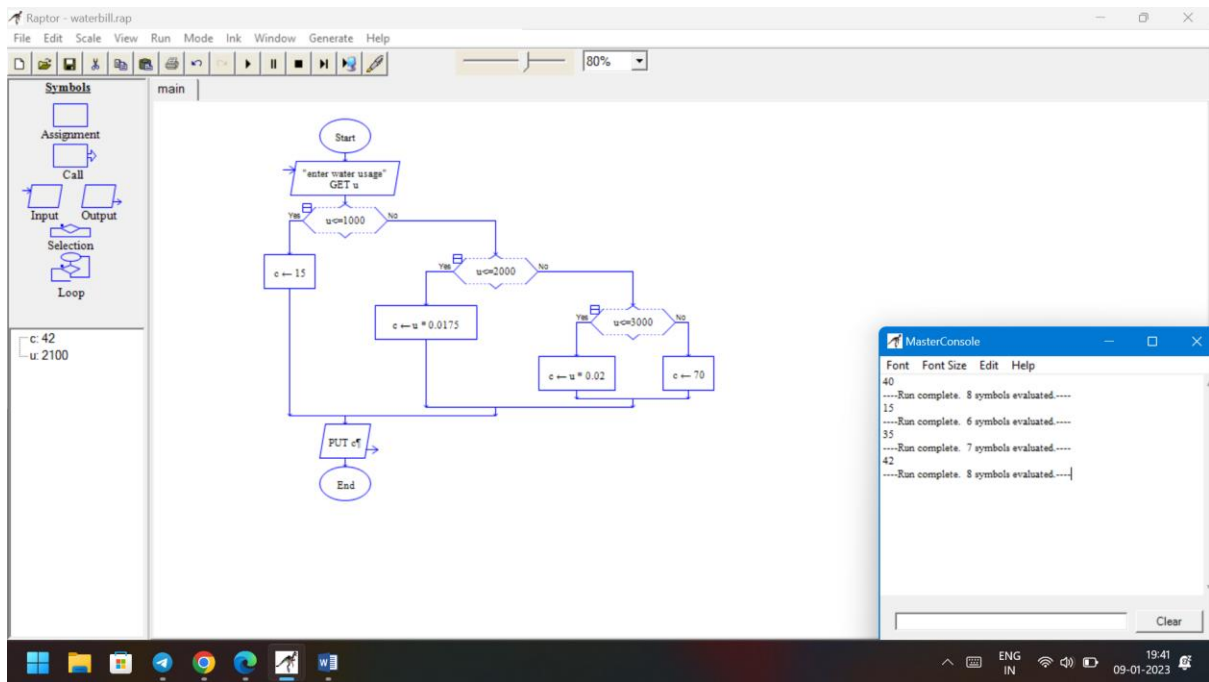 Raptor - waterbill.rap
File Edit Scale View Run Mode Ink Window Generate Help
80%
Symbols
Assignment
Call
Input Output
Selection
Loop
c: 42
u: 2100
main
Start
"enter water usage"
GET u
Yes u<=1000 No
c ← 15
Yes u<=2000 No
c ← u * 0.0175
Yes u<=3000 No
c ← u * 0.02
c ← 70
PUT c¶
End
MasterConsole
Font Font Size Edit Help
40
----Run complete. 8 symbols evaluated.----
15
----Run complete. 6 symbols evaluated.----
35
----Run complete. 7 symbols evaluated.----
42
----Run complete. 8 symbols evaluated.----
Clear
ENG
IN
19:41
09-01-2023